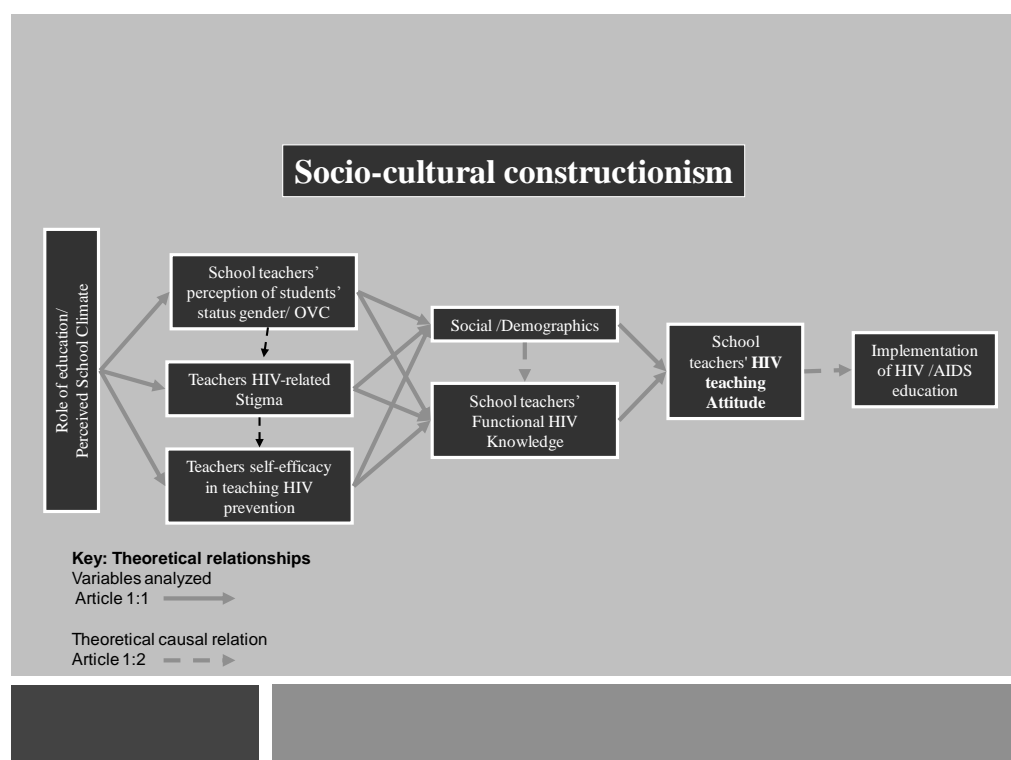 Socio-cultural constructionism
Role of education/
Perceived School Climate
School teachers’
perception of students’
status gender/ OVC
Teachers HIV-related
Stigma
Teachers self-efficacy
in teaching HIV
prevention
Social /Demographics
School teachers’
Functional HIV
Knowledge
School
teachers' HIV
teaching
Attitude
Implementation
of HIV /AIDS
education
Key: Theoretical relationships
Variables analyzed
Article 1:1
Theoretical causal relation
Article 1:2